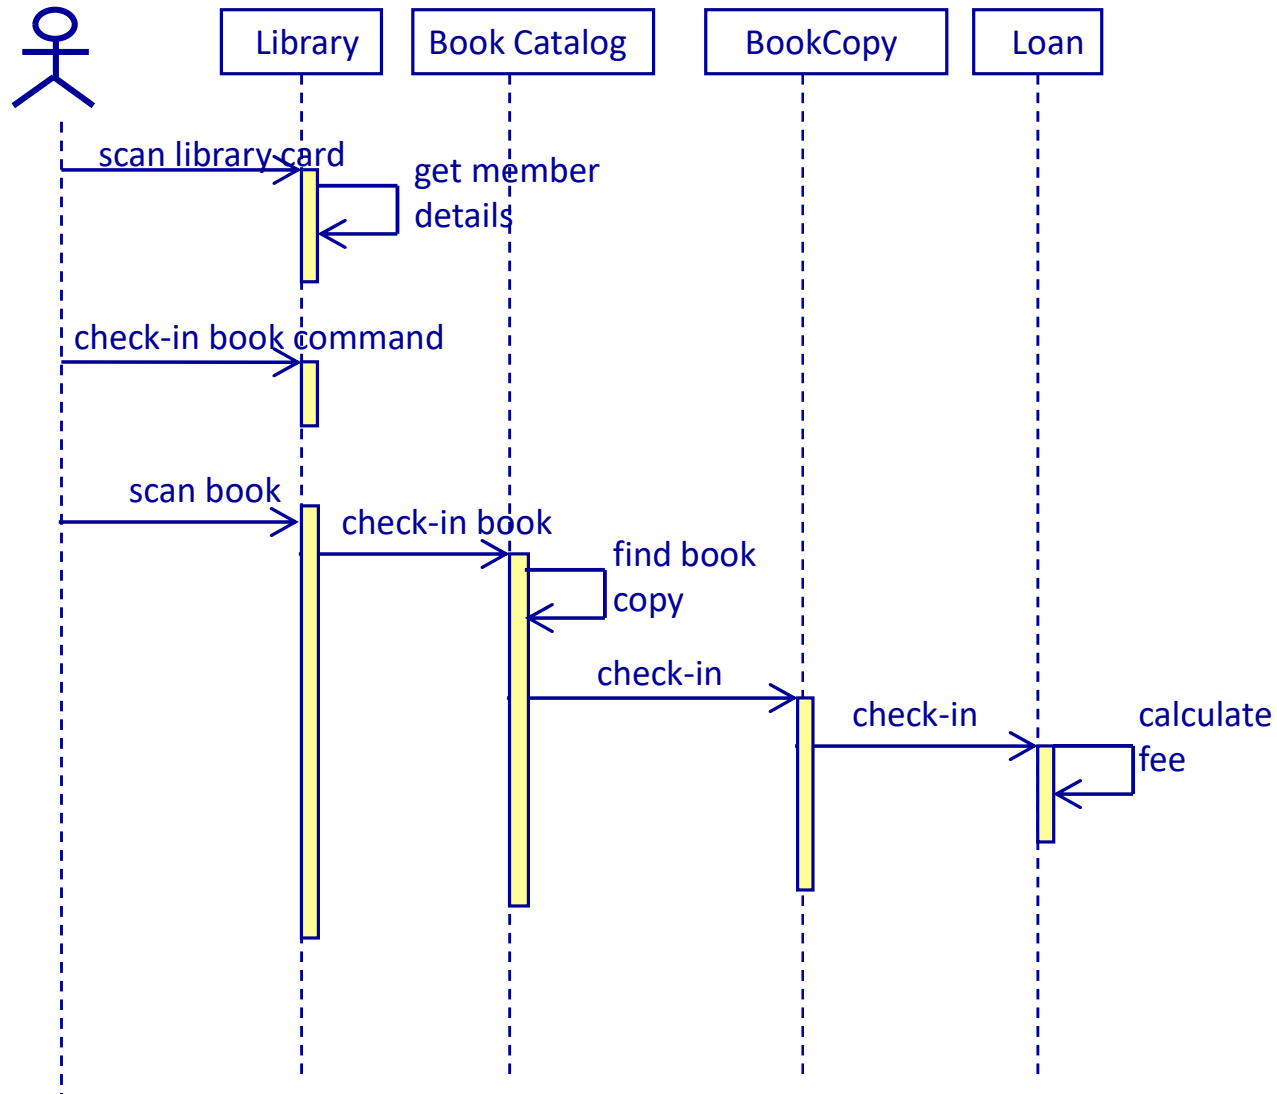 Library
Book Catalog
BookCopy
Loan
scan library card
get member
details
check-in book command
scan book
check-in book
find book
copy
check-in
check-in
calculate
fee